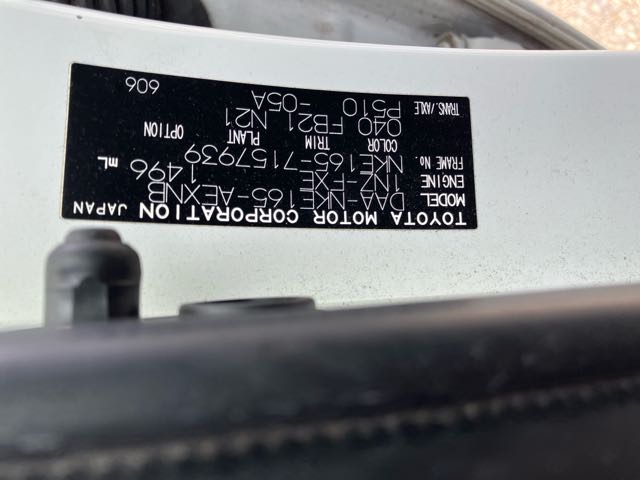 TOYOTA MOTOR CORPORATION JAPAN
MODEL DAA-NKE165-AEXNB
ENGINE 1NZ-FXE 1496 mL
FRAME No. NKE165-7157939
COLOR TRIM PLANT OPTION
040 FB21 N21
TRANS./AXLE P510 -05A
606